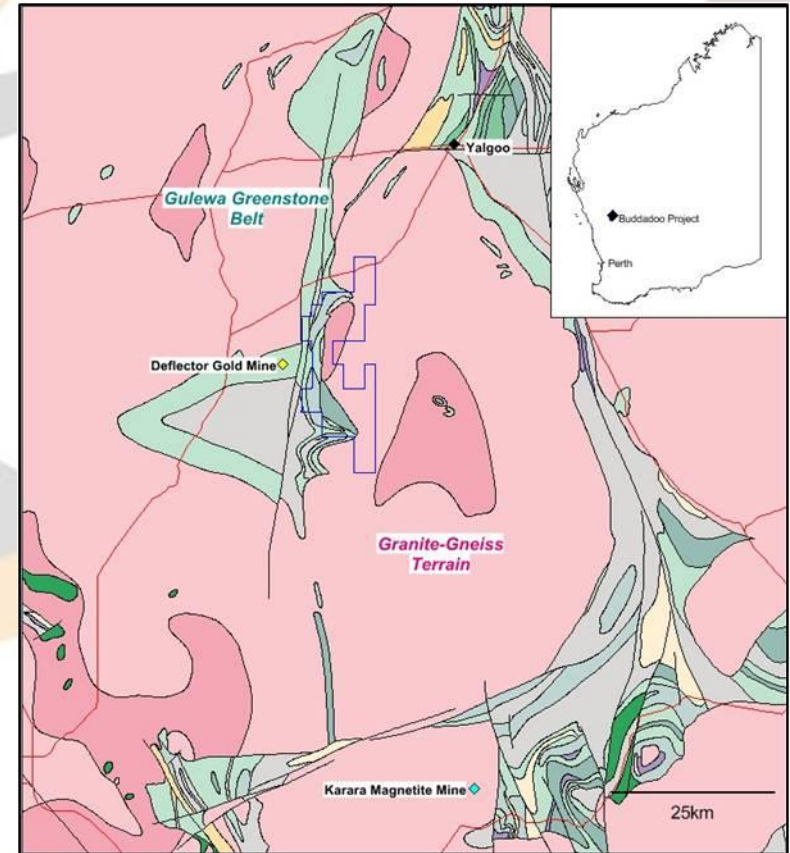 Yalgoo
Buddadoo Project
Perth
Gulewa Greenstone
Belt
Deflector Gold Mine
Granite-Gneiss
Terrain
Karara Magnetite Mine
25km